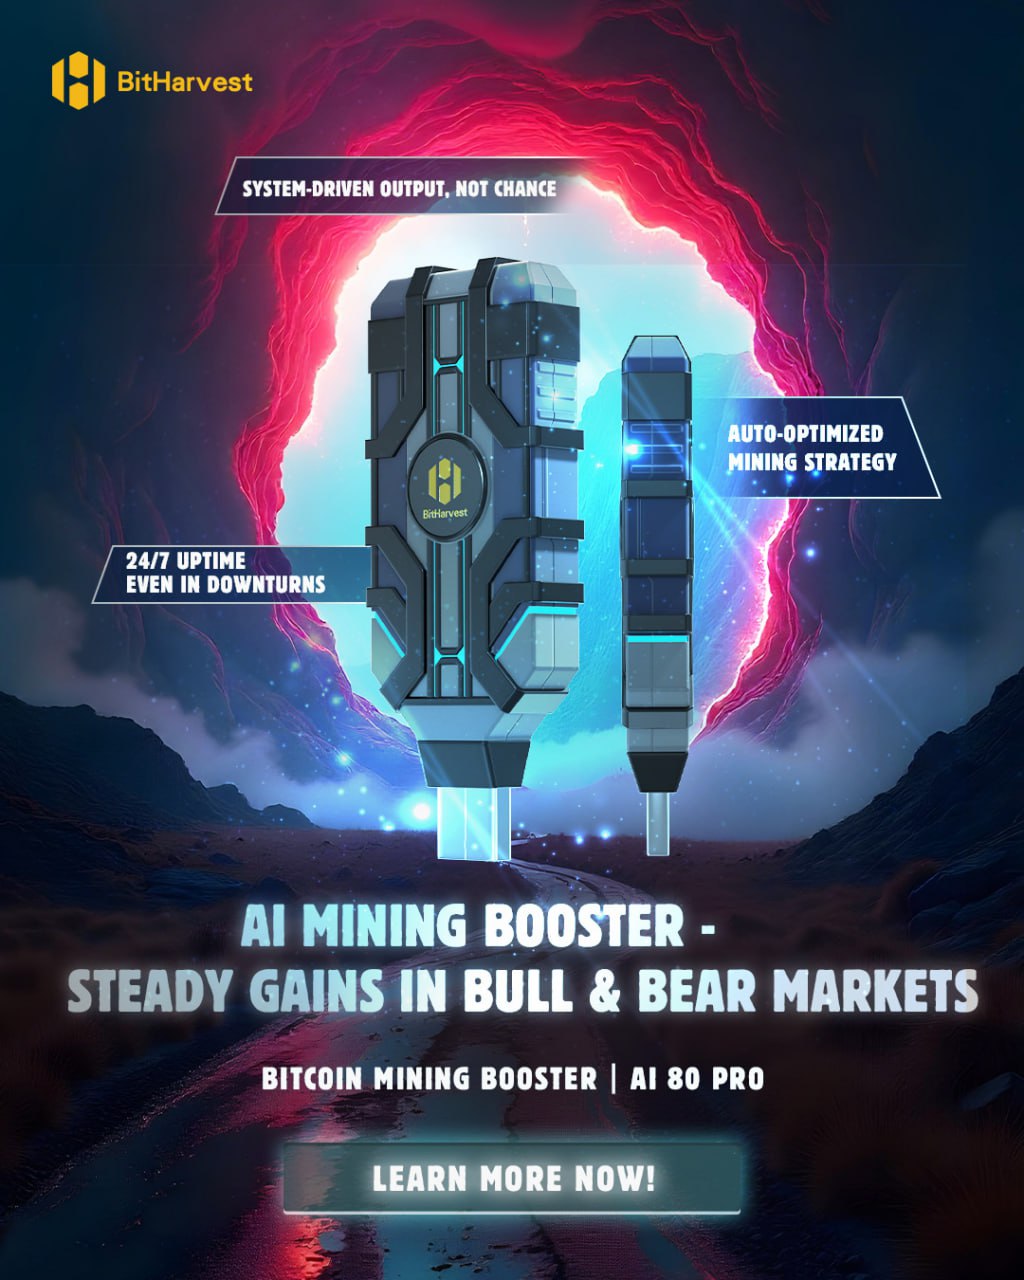 BitHarvest
SYSTEM-DRIVEN OUTPUT, NOT CHANCE
AUTO-OPTIMIZED
MINING STRATEGY
BitHarvest
24/7 UPTIME
EVEN IN DOWNTURNS
AI MINING BOOSTER -
STEADY GAINS IN BULL & BEAR MARKETS
BITCOIN MINING BOOSTER | AI 80 PRO
LEARN MORE NOW!